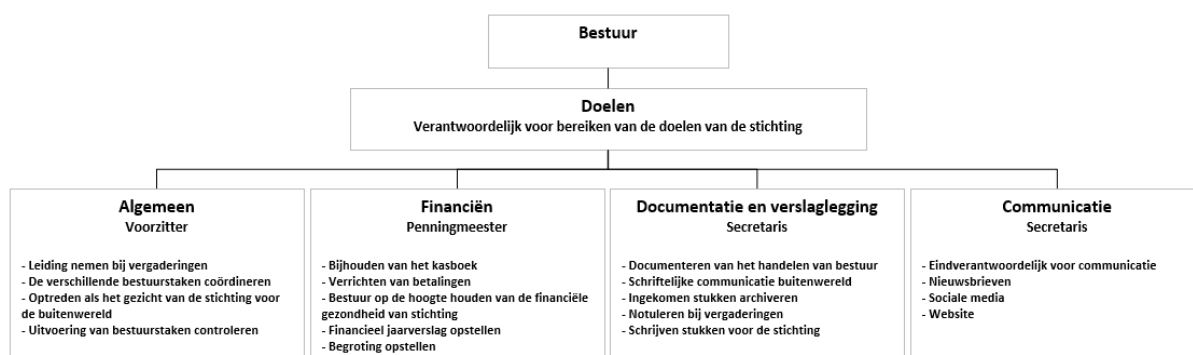 Bestuur
Doelen
Verantwoordelijk voor bereiken van de doelen van de stichting
Algemeen
Voorzitter
- Leiding nemen bij vergaderingen
- De verschillende bestuurstaken coördineren
- Optreden als het gezicht van de stichting voor
de buitenwereld
- Uitvoering van bestuurstaken controleren
Financiën
Penningmeester
- Bijhouden van het kasboek
- Verrichten van betalingen
- Bestuur op de hoogte houden van de financiële
gezondheid van stichting
- Financieel jaarverslag opstellen
- Begroting opstellen
Documentatie en verslaglegging
Secretaris
- Documenteren van het handelen van bestuur
- Schriftelijke communicatie buitenwereld
- Ingekomen stukken archiveren
- Notuleren bij vergaderingen
- Schrijven stukken voor de stichting
Communicatie
Secretaris
- Eindverantwoordelijk voor communicatie
- Nieuwsbrieven
- Sociale media
- Website